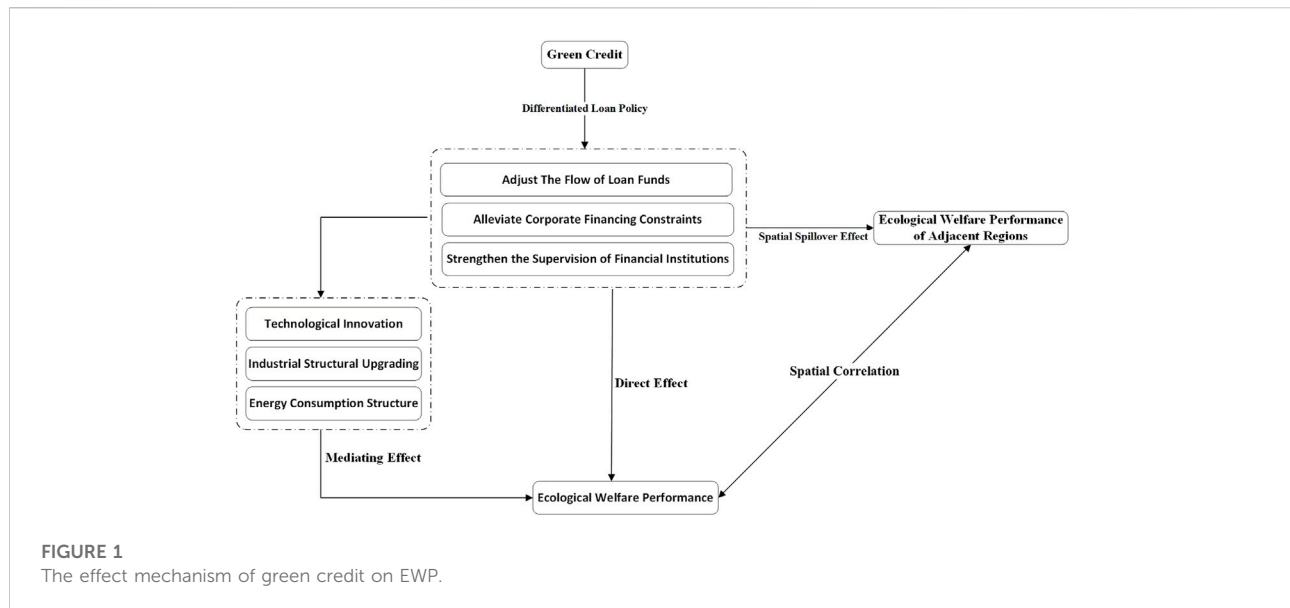 Green Credit
Differentiated Loan Policy
Adjust The Flow of Loan Funds
Alleviate Corporate Financing Constraints
Strengthen the Supervision of Financial Institutions
Spatial Spillover Effect
Ecological Welfare Performance
of Adjacent Regions
Technological Innovation
Industrial Structural Upgrading
Energy Consumption Structure
Direct Effect
Spatial Correlation
Mediating Effect
Ecological Welfare Performance
FIGURE 1
The effect mechanism of green credit on EWP.